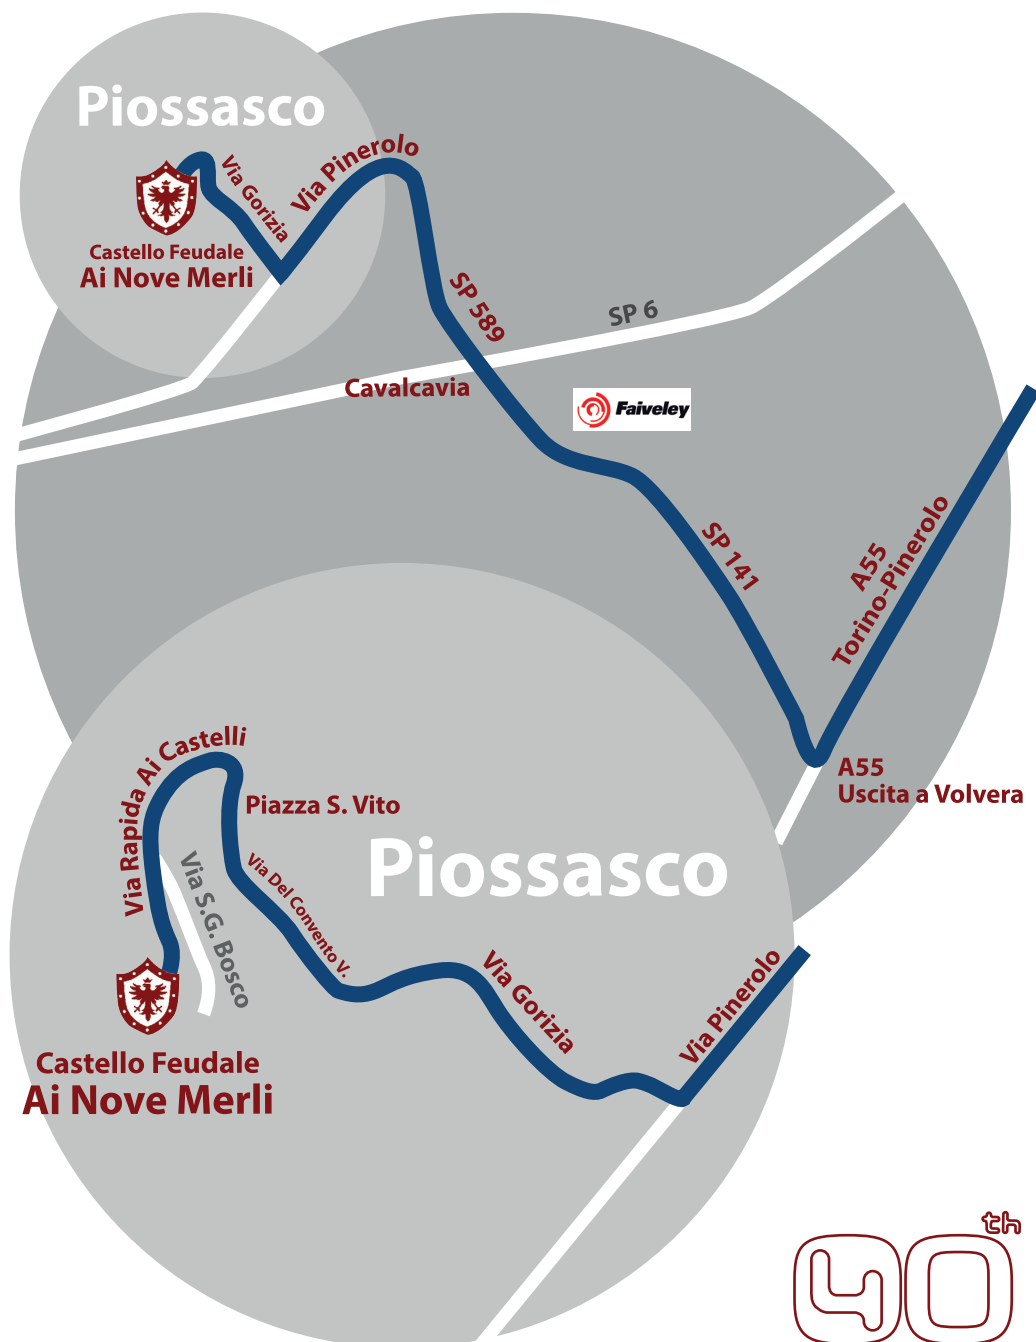 Piossasco
Via Pinerolo
Via Gorizia
Castello Feudale
Ai Nove Merli
SP 589
SP 6
Cavalcavia
Faiveley
SP 141
A55
Torino-Pinerolo
A55
Uscita a Volvera
Via Rapida Ai Castelli
Piazza S. Vito
Piossasco
Via S.G. Bosco
Via Del Convento V.
Via Gorizia
Via Pinerolo
Castello Feudale
Ai Nove Merli
40th